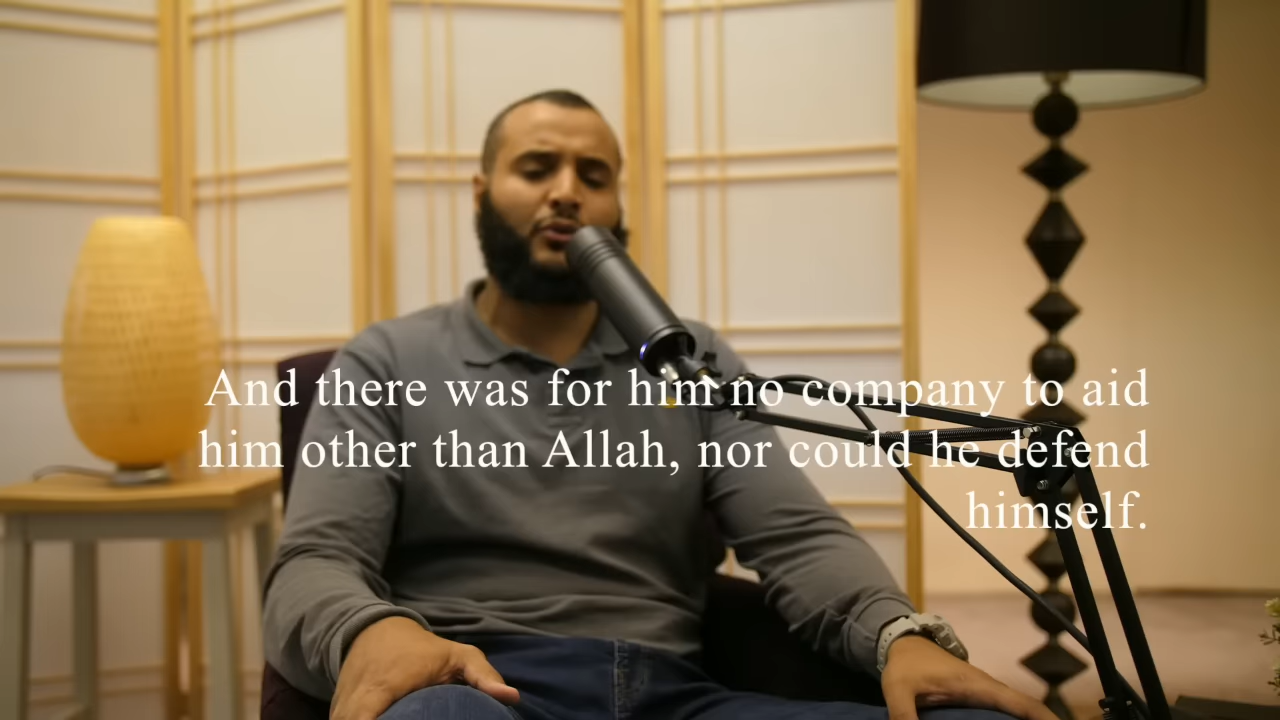 And there was for him no company to aid
him other than Allah, nor could he defend
himself.